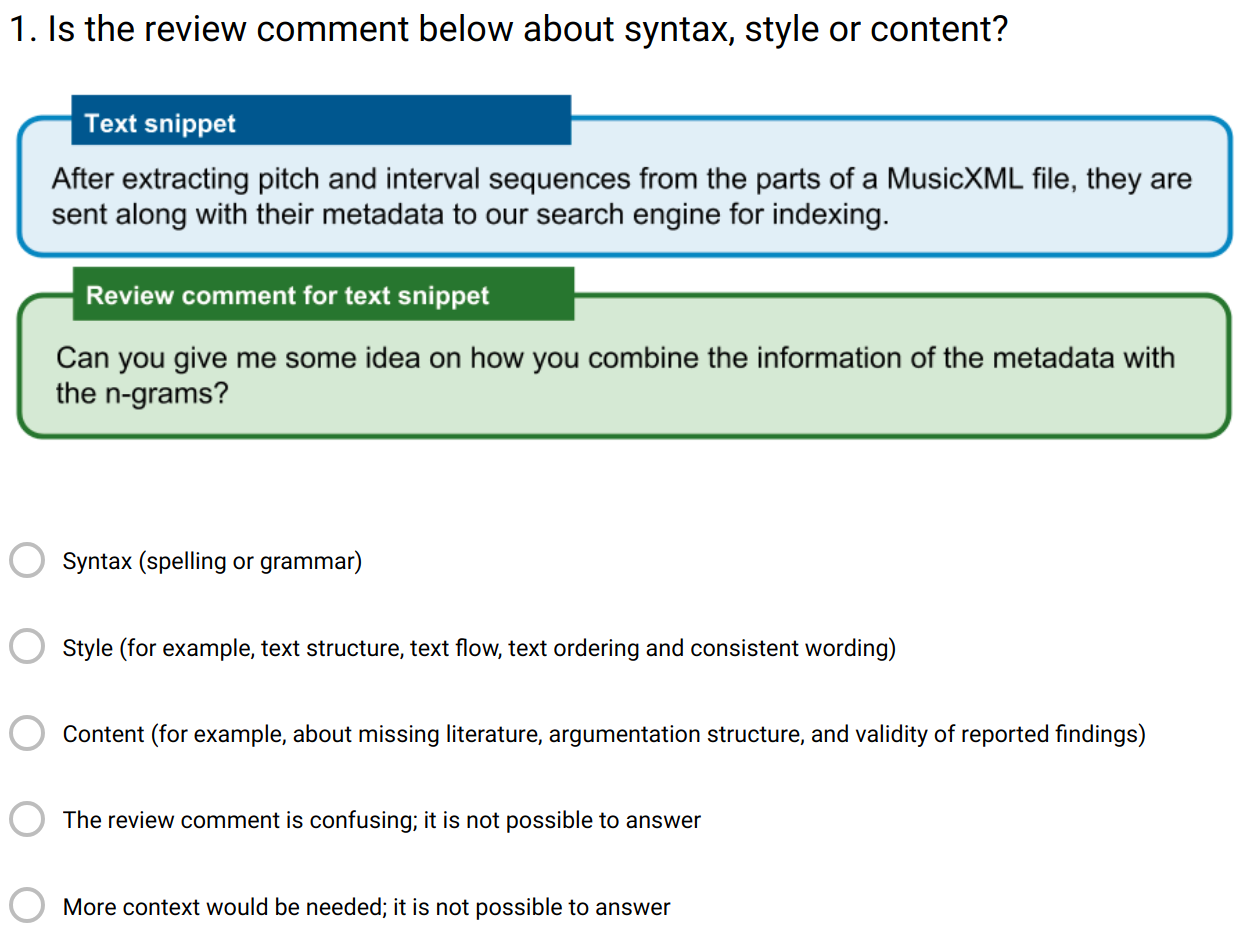 1. Is the review comment below about syntax, style or content?
Text snippet
After extracting pitch and interval sequences from the parts of a MusicXML file, they are
sent along with their metadata to our search engine for indexing.
Review comment for text snippet
Can you give me some idea on how you combine the information of the metadata with
the n-grams?
Syntax (spelling or grammar)
Style (for example, text structure, text flow, text ordering and consistent wording)
Content (for example, about missing literature, argumentation structure, and validity of reported findings)
The review comment is confusing; it is not possible to answer
More context would be needed; it is not possible to answer